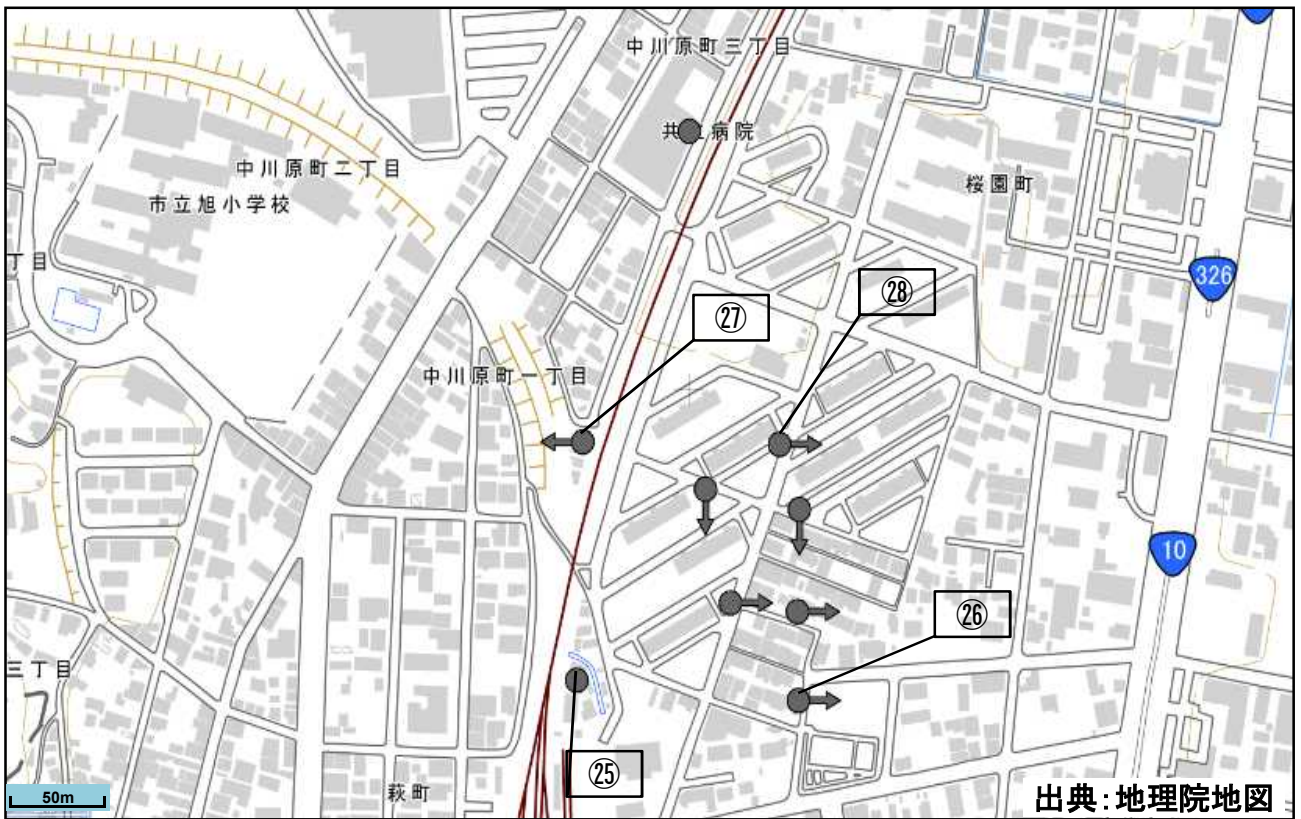 中川原町三丁目
共立病院
中川原町二丁目
桜園町
市立旭小学校
丁目
326
㉘
㉗
中川原町一丁目
10
㉖
三丁目
㉕
萩町
50m
出典:地理院地図